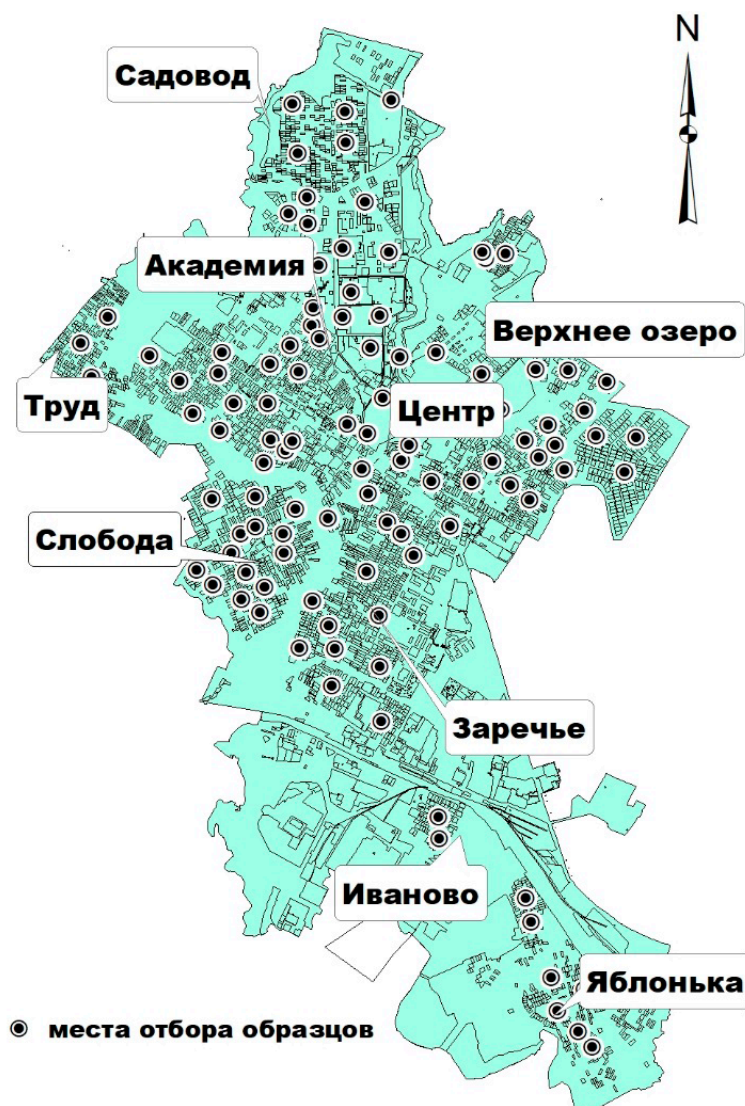 N
Садовод
Академия
Верхнее озеро
Труд
Центр
Слобода
Заречье
Иваново
Яблонька
места отбора образцов